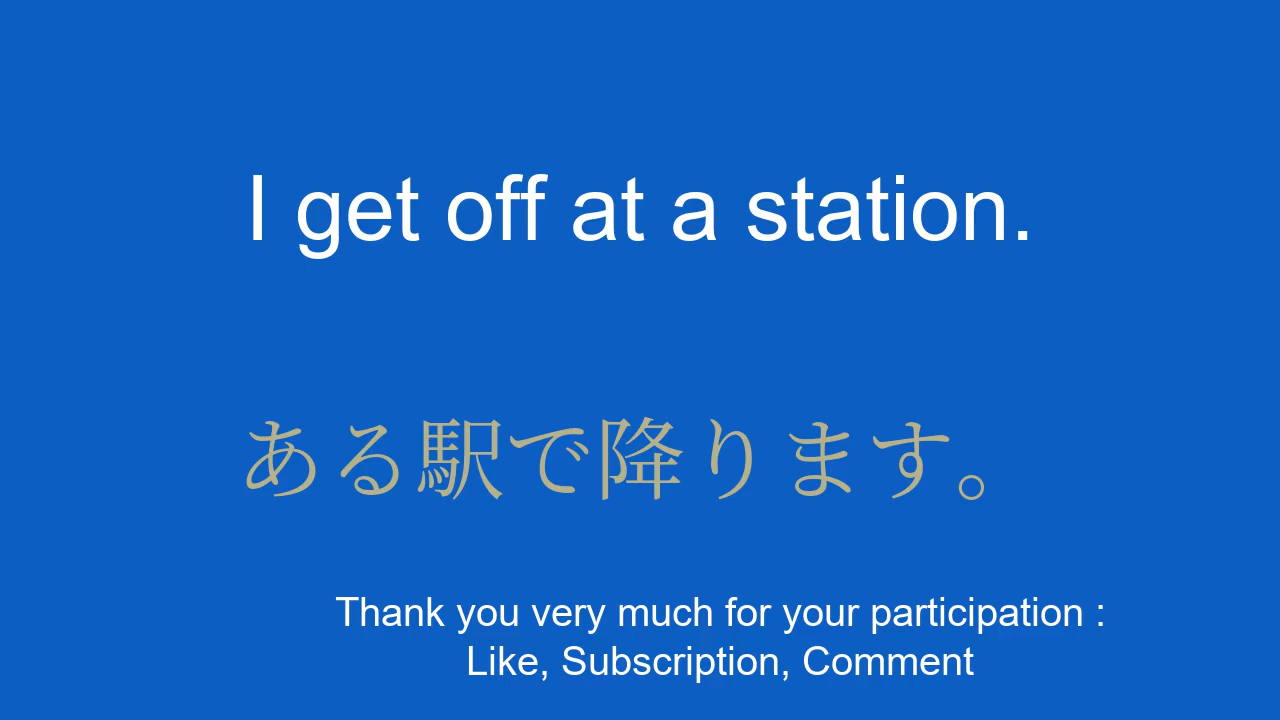 I get off at a station.
ある駅で降ります。
Thank you very much for your participation :
Like, Subscription, Comment